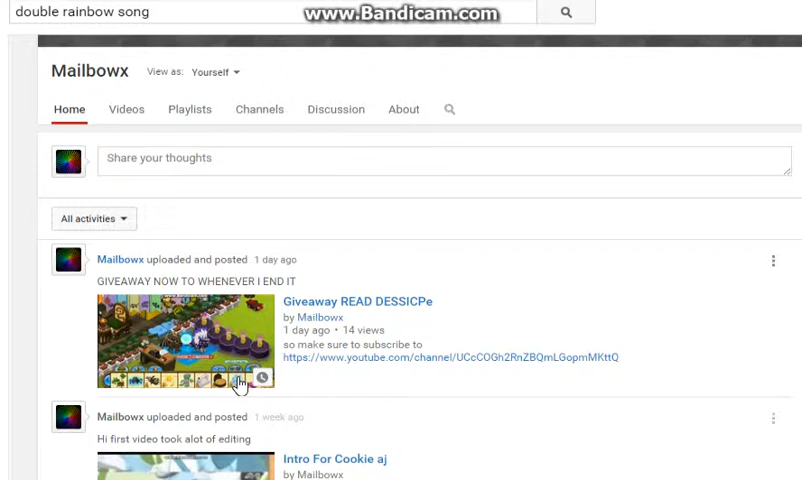 double rainbow song
www.Bandicam.com
Mailbowx
View as: Yourself
Home Videos Playlists Channels Discussion About
Share your thoughts
All activities
Mailbowx uploaded and posted 1 day ago
GIVEAWAY NOW TO WHENEVER I END IT
Giveaway READ DESSICPe
by Mailbowx
1 day ago • 14 views
so make sure to subscribe to
https://www.youtube.com/channel/UCcCOGh2RnZBQmLGopmMKttQ
Mailbowx uploaded and posted 1 week ago
Hi first video took alot of editing
Intro For Cookie aj
by Mailbowx